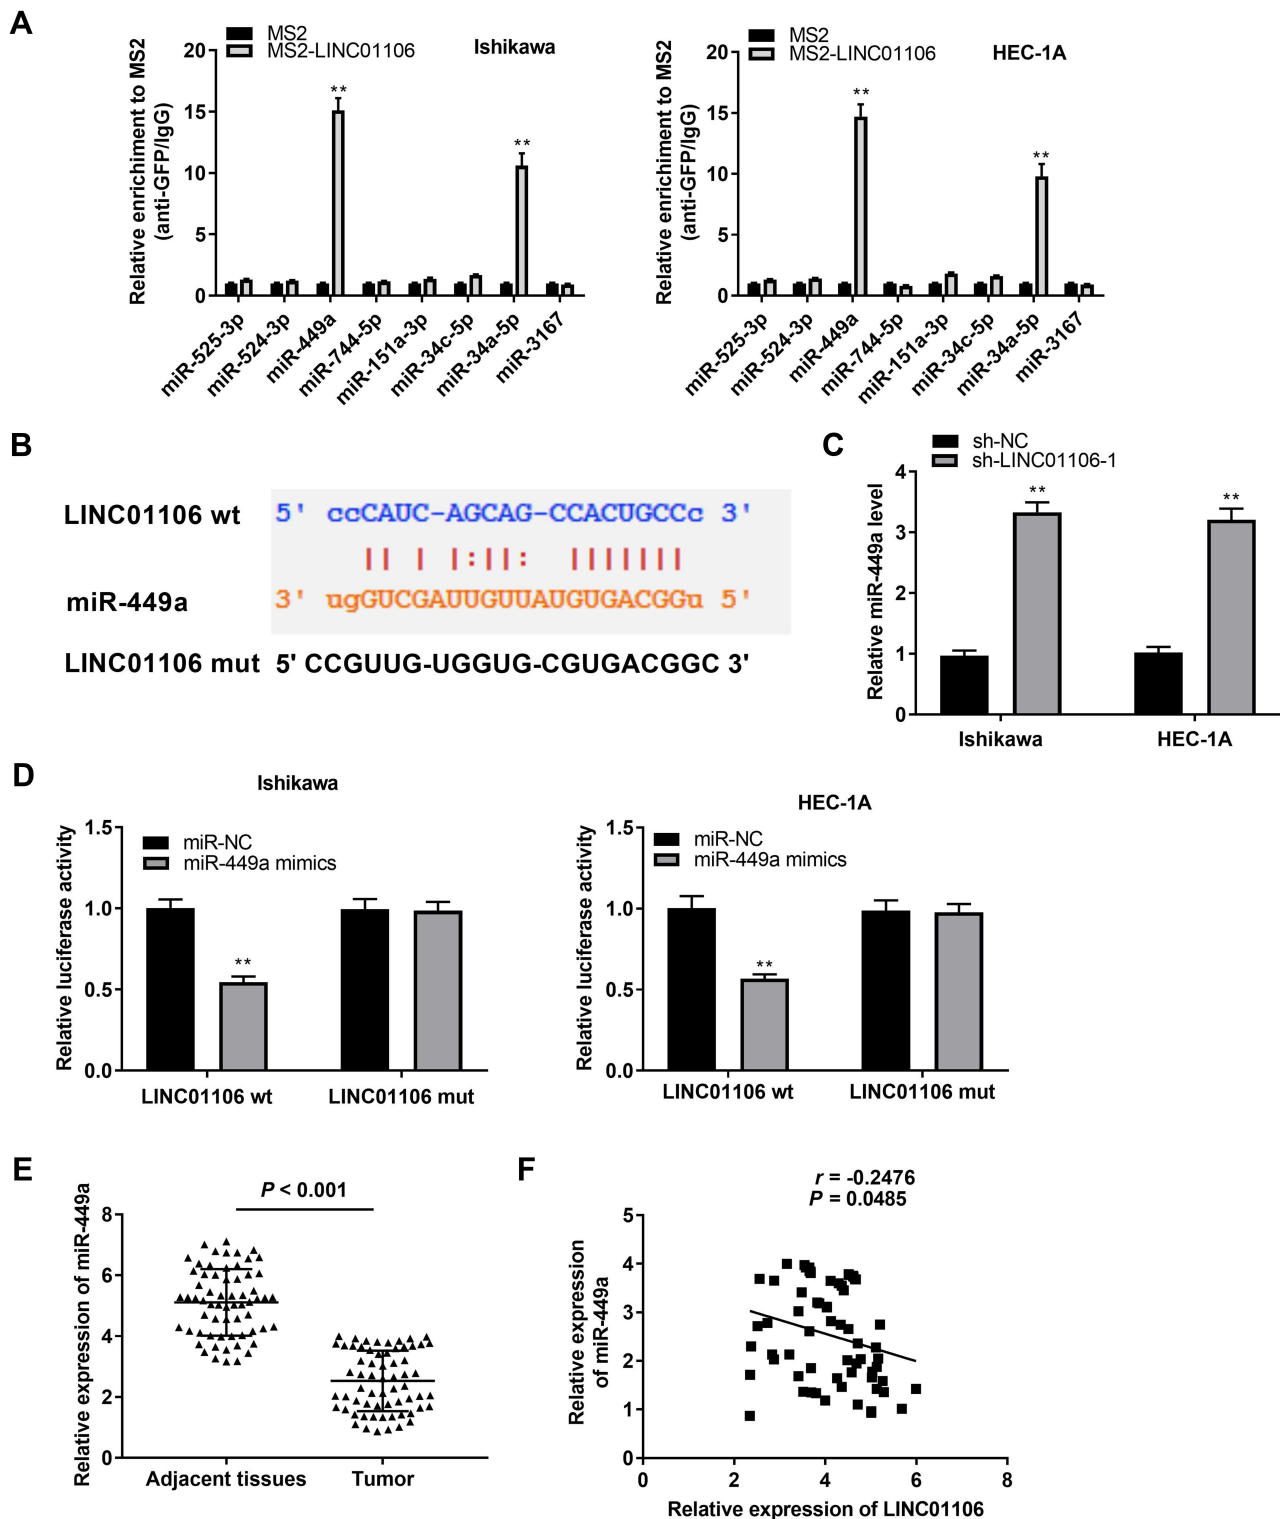 A
MS2
MS2-LINC01106
Ishikawa
Relative enrichiment to MS2
(anti-GFP/IgG)
20
15
10
5
0
**
**
miR-525-3p
miR-524-3p
miR-449a
miR-744-5p
miR-151a-3p
miR-34c-5p
miR-34a-5p
miR-3167
MS2
MS2-LINC01106
HEC-1A
Relative enrichiment to MS2
(anti-GFP/IgG)
20
15
10
5
0
**
**
miR-525-3p
miR-524-3p
miR-449a
miR-744-5p
miR-151a-3p
miR-34c-5p
miR-34a-5p
miR-3167
B
LINC01106 wt 5' ccCAUC-AGCAG-CCACUGCCc 3'
|| | |:||: |||||||
miR-449a 3' ugGUCGAUUGUUAUGUGACGGu 5'
LINC01106 mut 5' CCGUUG-UGGUG-CGUGACGGC 3'
C
sh-NC
sh-LINC01106-1
Relative miR-449a level
4
3
2
1
0
**
**
Ishikawa
HEC-1A
D
Ishikawa
miR-NC
miR-449a mimics
Relative luciferase activity
1.5
1.0
0.5
0.0
**
LINC01106 wt
LINC01106 mut
HEC-1A
miR-NC
miR-449a mimics
Relative luciferase activity
1.5
1.0
0.5
0.0
**
LINC01106 wt
LINC01106 mut
E
P < 0.001
Relative expression of miR-449a
8
6
4
2
0
Adjacent tissues
Tumor
F
r = -0.2476
P = 0.0485
Relative expression
of miR-449a
5
4
3
2
1
0
0 2 4 6 8
Relative expression of LINC01106